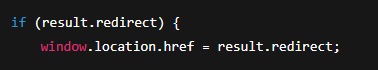 if (result.redirect) {
    window.location.href = result.redirect;